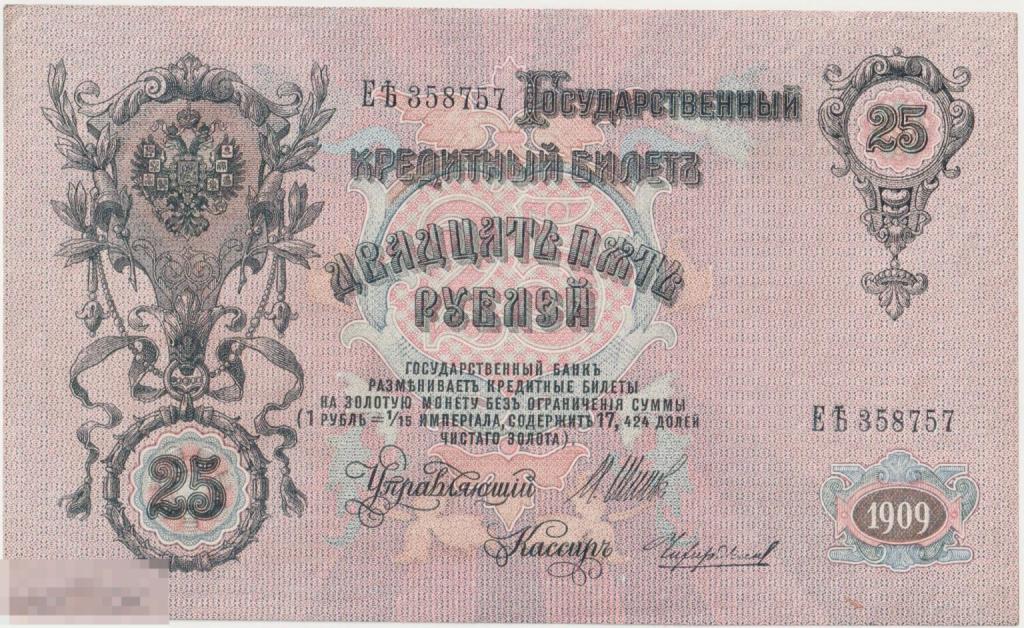 ЕѢ 358757
Государственный
25
Кредитный Билетъ
Двадцать пять
рублей
Государственный Банкъ
размѣниваетъ кредитные билеты
на золотую монету безъ ограниченія суммы
(1 рубль = 1/15 имперіала, содержитъ 17, 424 долей
чистаго золота)
ЕѢ 358757
25
Управляющій
Кассиръ
1909